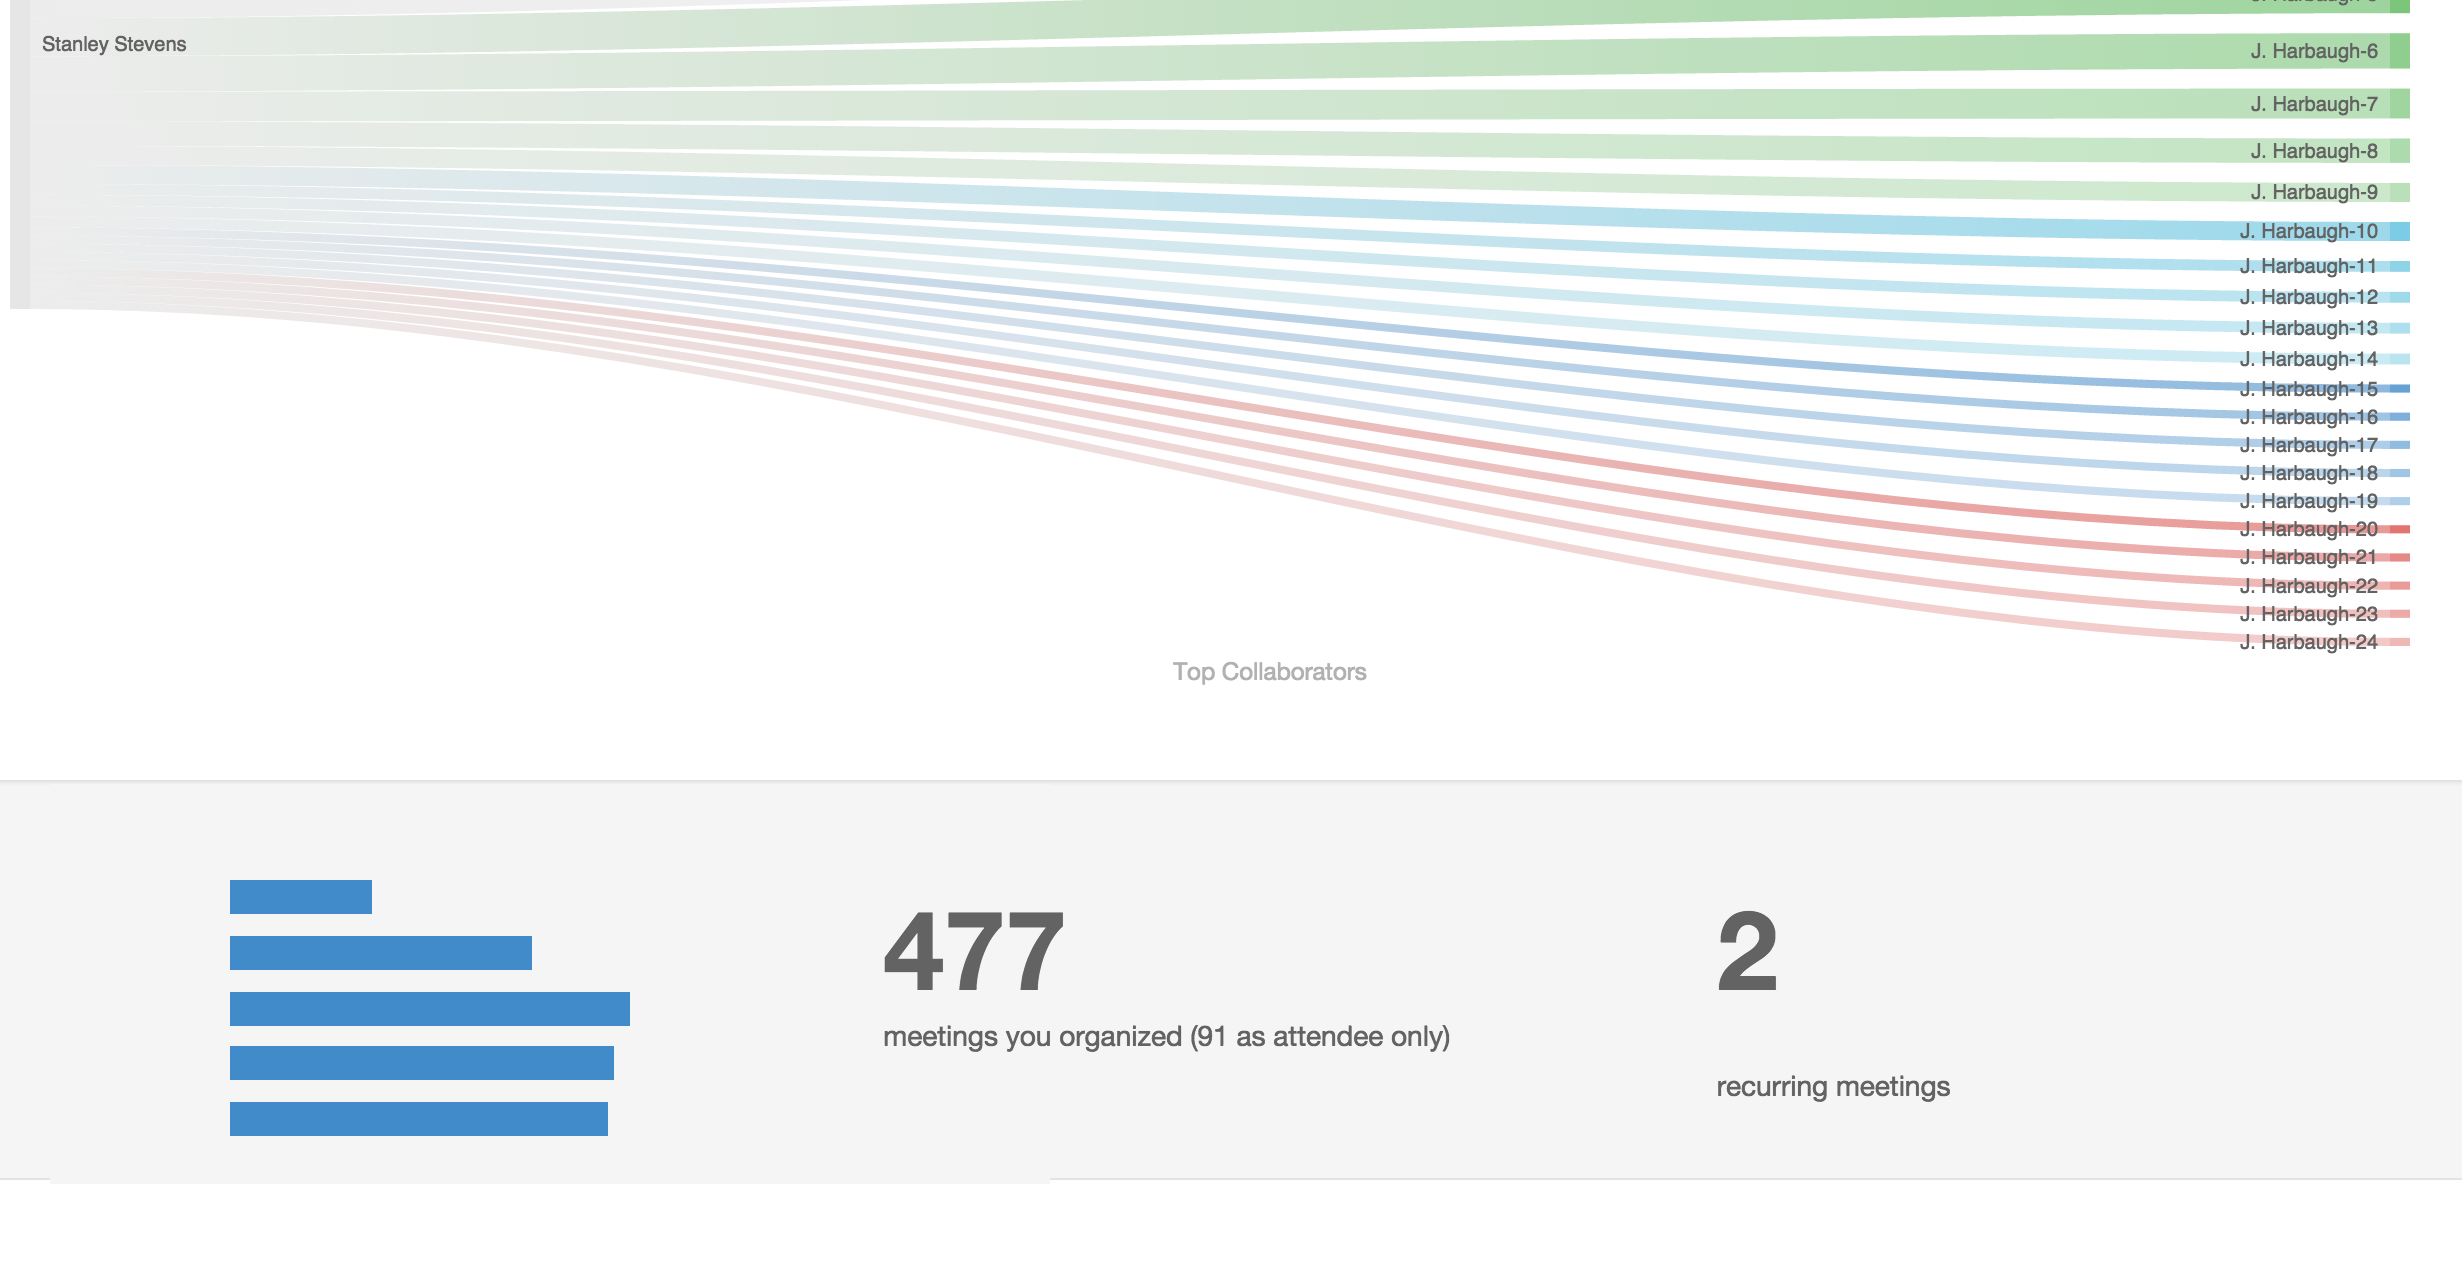 Stanley Stevens
J. Harbaugh-6
J. Harbaugh-7
J. Harbaugh-8
J. Harbaugh-9
J. Harbaugh-10
J. Harbaugh-11
J. Harbaugh-12
J. Harbaugh-13
J. Harbaugh-14
J. Harbaugh-15
J. Harbaugh-16
J. Harbaugh-17
J. Harbaugh-18
J. Harbaugh-19
J. Harbaugh-20
J. Harbaugh-21
J. Harbaugh-22
J. Harbaugh-23
J. Harbaugh-24
Top Collaborators
477
meetings you organized (91 as attendee only)
2
recurring meetings